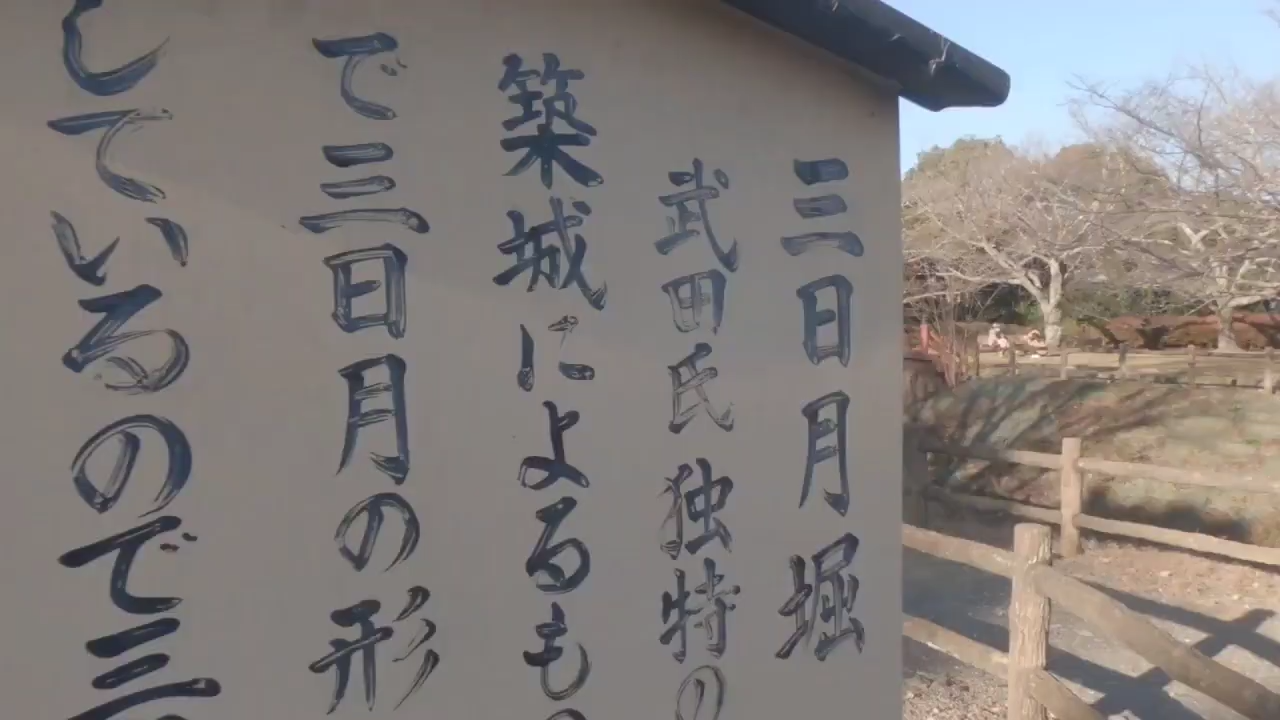 三日月堀
武田氏独特の
築城によるもの
で三日月の形
しているので三